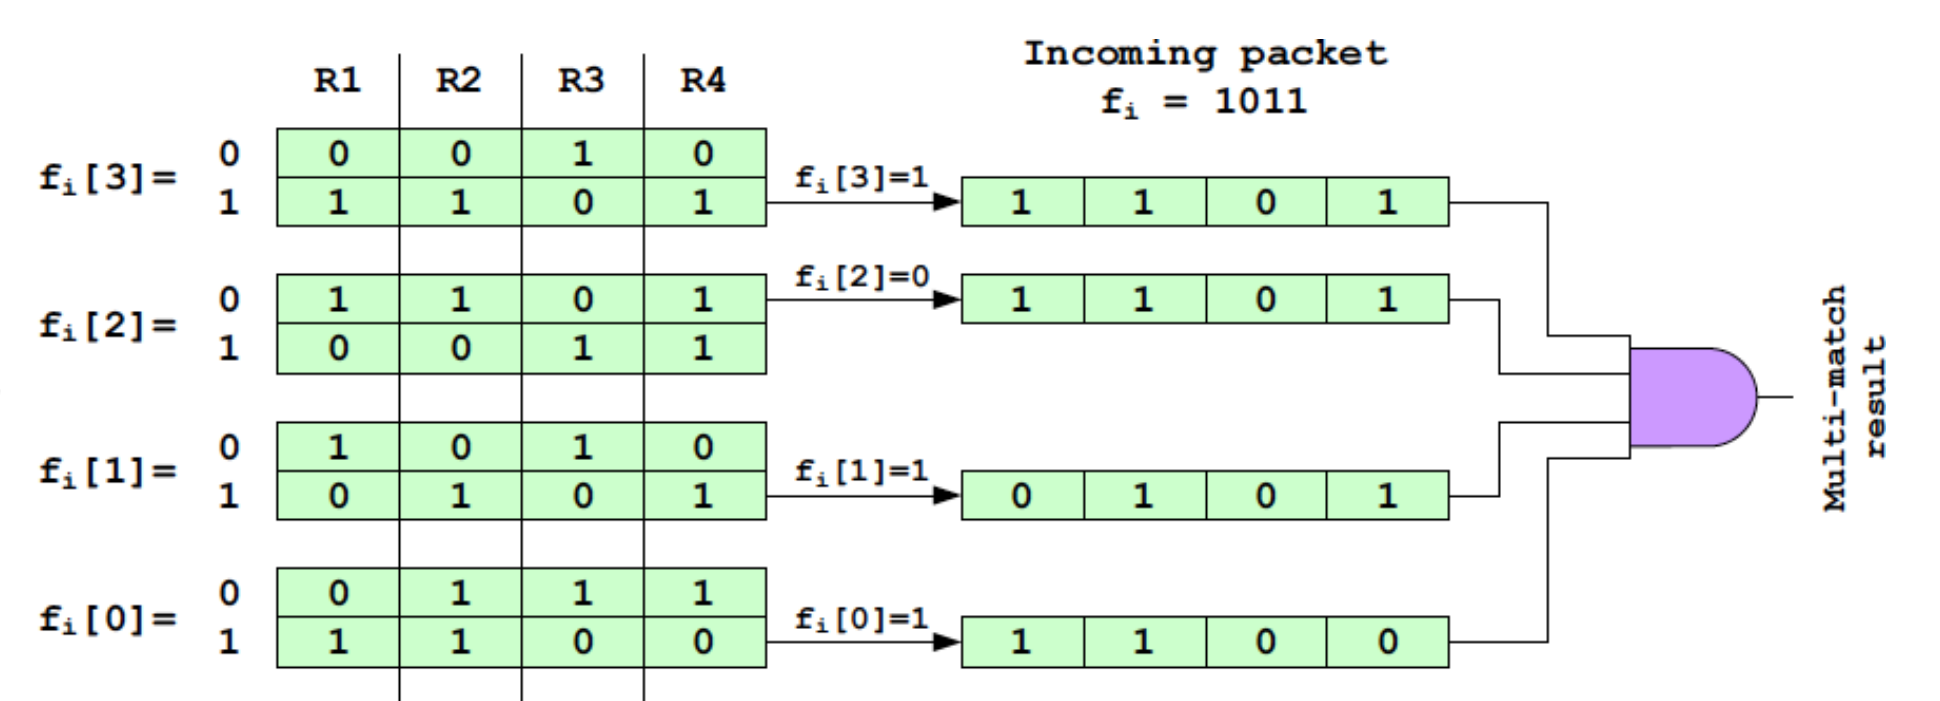 Incoming packet
R1 R2 R3 R4
fᵢ = 1011
0 0 0 1 0
fᵢ[3]= fᵢ[3]=1
1 1 1 0 1 1 1 0 1
fᵢ[2]=0
0 1 1 0 1 1 1 0 1
fᵢ[2]=
1 0 0 1 1
Multi-match
result
0 1 0 1 0
fᵢ[1]= fᵢ[1]=1
1 0 1 0 1 0 1 0 1
0 0 1 1 1
fᵢ[0]= fᵢ[0]=1
1 1 1 0 0 1 1 0 0